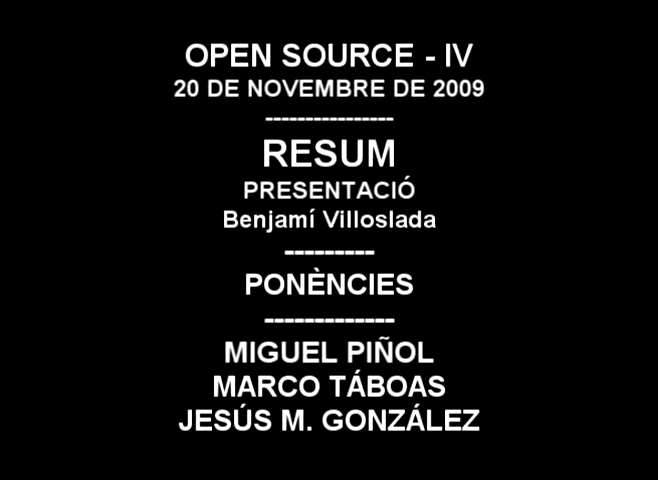 OPEN SOURCE - IV
20 DE NOVEMBRE DE 2009
----------------
RESUM
PRESENTACIÓ
Benjamí Villoslada
---------
PONÈNCIES
-------------
MIGUEL PIÑOL
MARCO TÁBOAS
JESÚS M. GONZÁLEZ